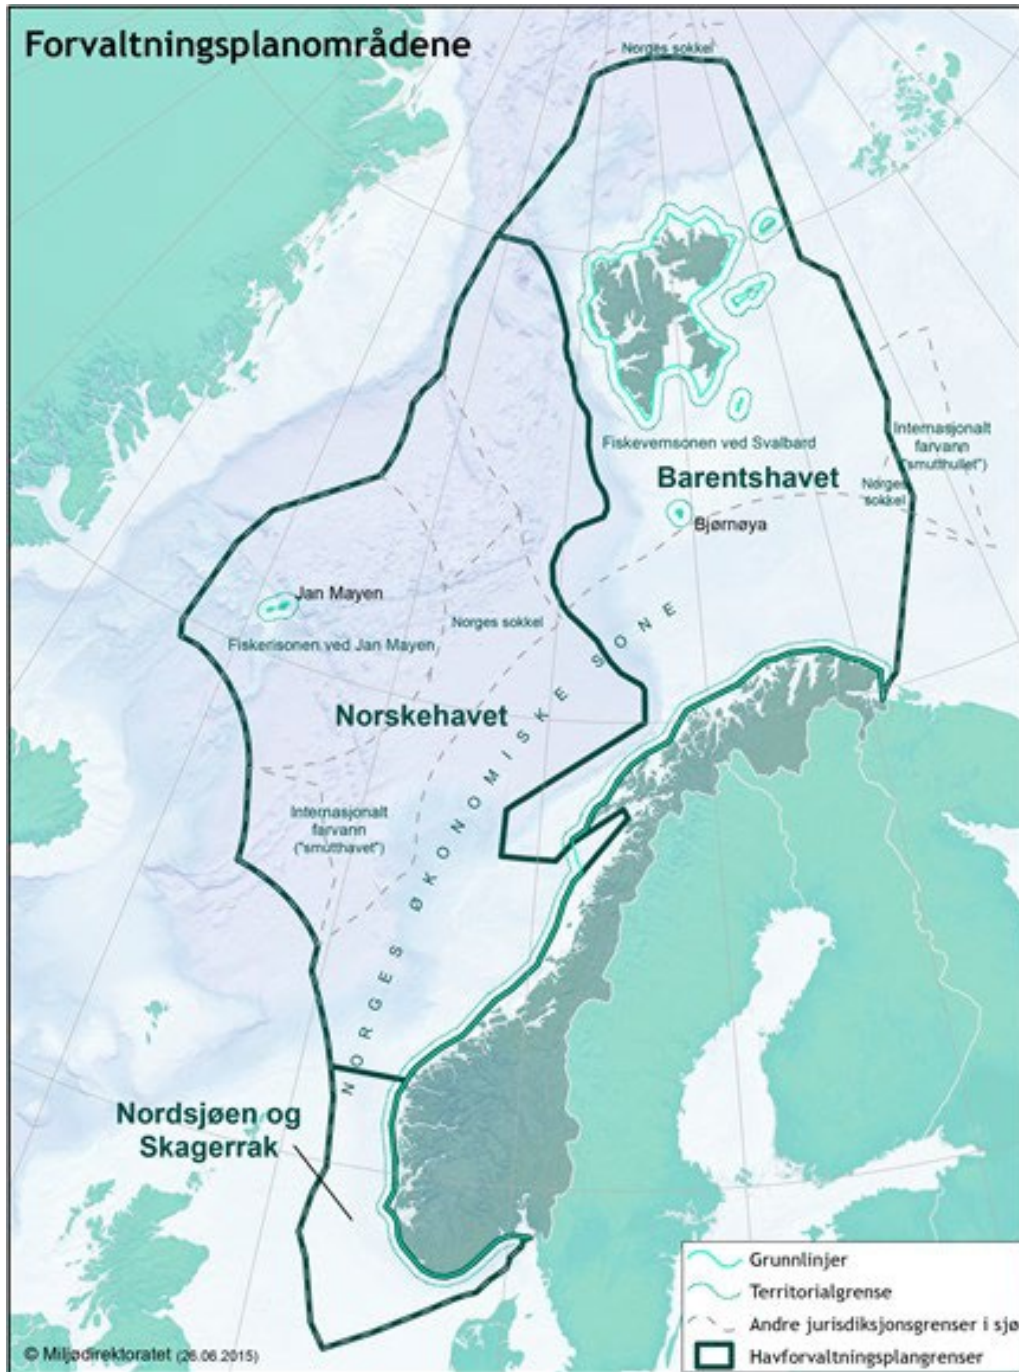 Forvaltningsplanområdene
Norges sokkel
Fiskevernsonen ved Svalbard
Internasjonalt
farvann
("smutthullet")
Norges
sokkel
Barentshavet
Bjørnøya
Jan Mayen
Fiskerisonen ved Jan Mayen
Norges sokkel
Norskehavet
Internasjonalt
farvann
("smutthavet")
NORGES ØKONOMISKE SONE
Nordsjøen og
Skagerrak
Grunnlinjer
Territorialgrense
Andre jurisdiksjonsgrenser i sjø
Havforvaltningsplangrenser
© Miljødirektoratet (26.06.2015)